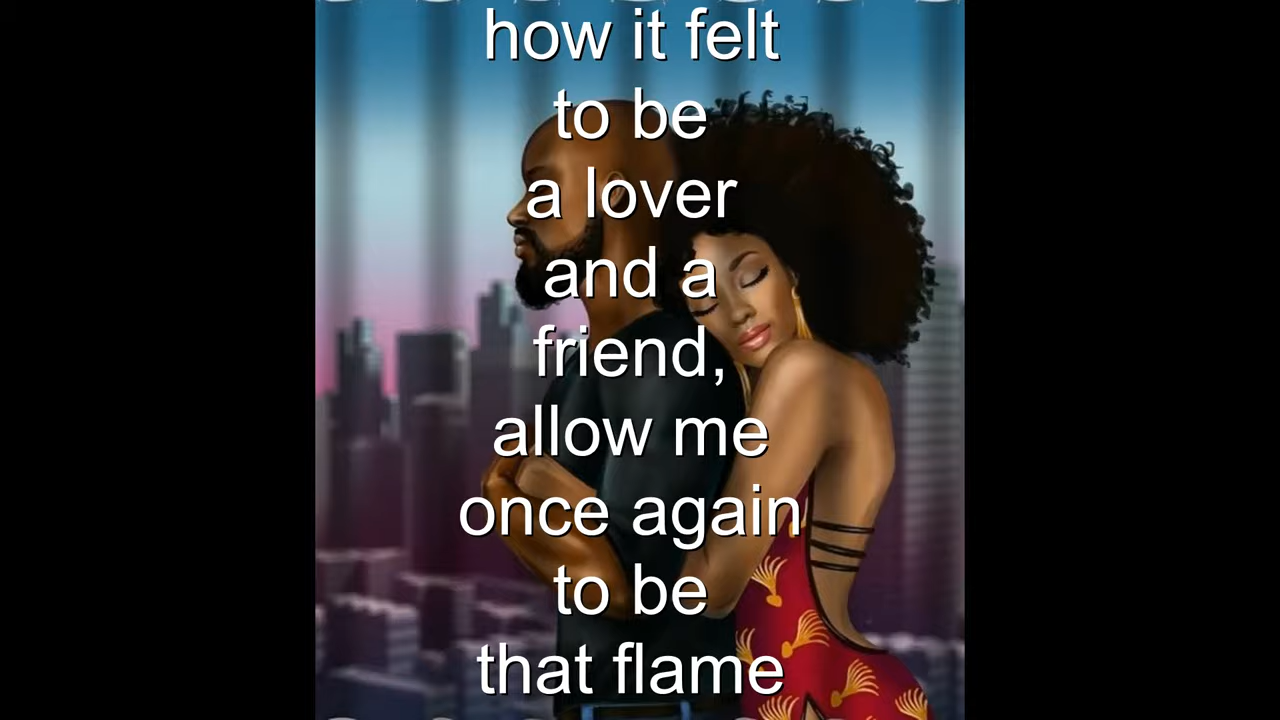 how it felt
to be
a lover
and a
friend,
allow me
once again
to be
that flame